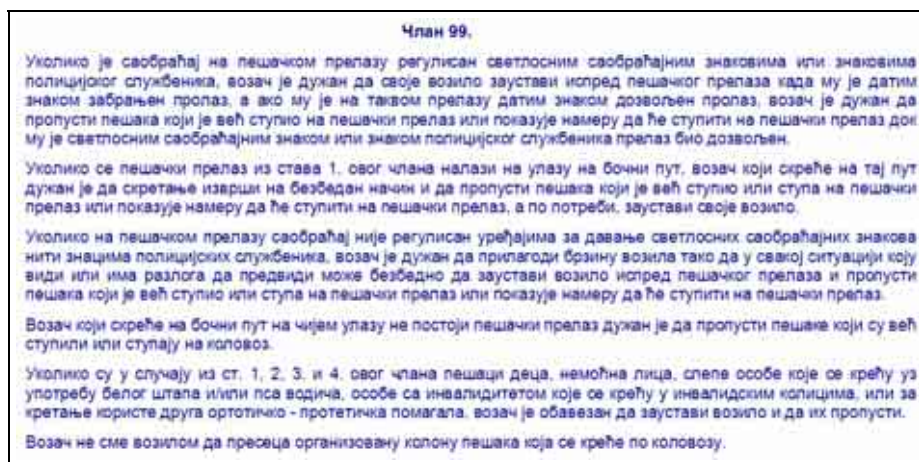 Члан 99.
Уколико је саобраћај на пешачком прелазу регулисан светлосним саобраћајним знаковима или знаковима
полицијског службеника, возач је дужан да своје возило заустави испред пешачког прелаза када му је датим
знаком забрањен пролаз, а ако му је на таквом прелазу датим знаком дозвољен пролаз, возач је дужан да
пропусти пешака који је већ ступио на пешачки прелаз или показује намеру да ће ступити на пешачки прелаз док
му је светлосним саобраћајним знаком или знаком полицијског службеника прелаз био дозвољен.
Уколико се пешачки прелаз из става 1. овог члана налази на улазу на бочни пут, возач који скреће на тај пут
дужан је да скретање изврши на безбедан начин и да пропусти пешака који је већ ступио или ступа на пешачки
прелаз или показује намеру да ће ступити на пешачки прелаз, а по потреби, заустави своје возило.
Уколико на пешачком прелазу саобраћај није регулисан уређајима за давање светлосних саобраћајних знакова
нити знацима полицијских службеника, возач је дужан да прилагоди брзину возила тако да у свакој ситуацији коју
види или има разлога да предвиди може безбедно да заустави возило испред пешачког прелаза и пропусти
пешака који је већ ступио или ступа на пешачки прелаз или показује намеру да ће ступити на пешачки прелаз.
Возач који скреће на бочни пут на чијем улазу не постоји пешачки прелаз дужан је да пропусти пешаке који су већ
ступили или ступају на коловоз.
Уколико су у случају из ст. 1, 2, 3. и 4. овог члана пешаци деца, немоћна лица, слепе особе које се крећу уз
употребу белог штапа и/или пса водича, особе са инвалидитетом које се крећу у инвалидским колицима, или за
кретање користе друга ортотичко - протетичка помагала, возач је обавезан да заустави возило и да их пропусти.
Возач не сме возилом да пресеца организовану колону пешака која се креће по коловозу.